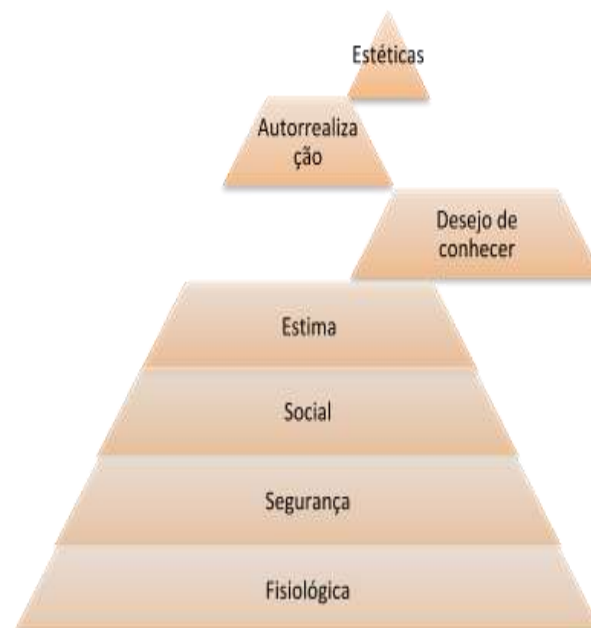 Estéticas
Autorrealiza
ção
Desejo de
conhecer
Estima
Social
Segurança
Fisiológica